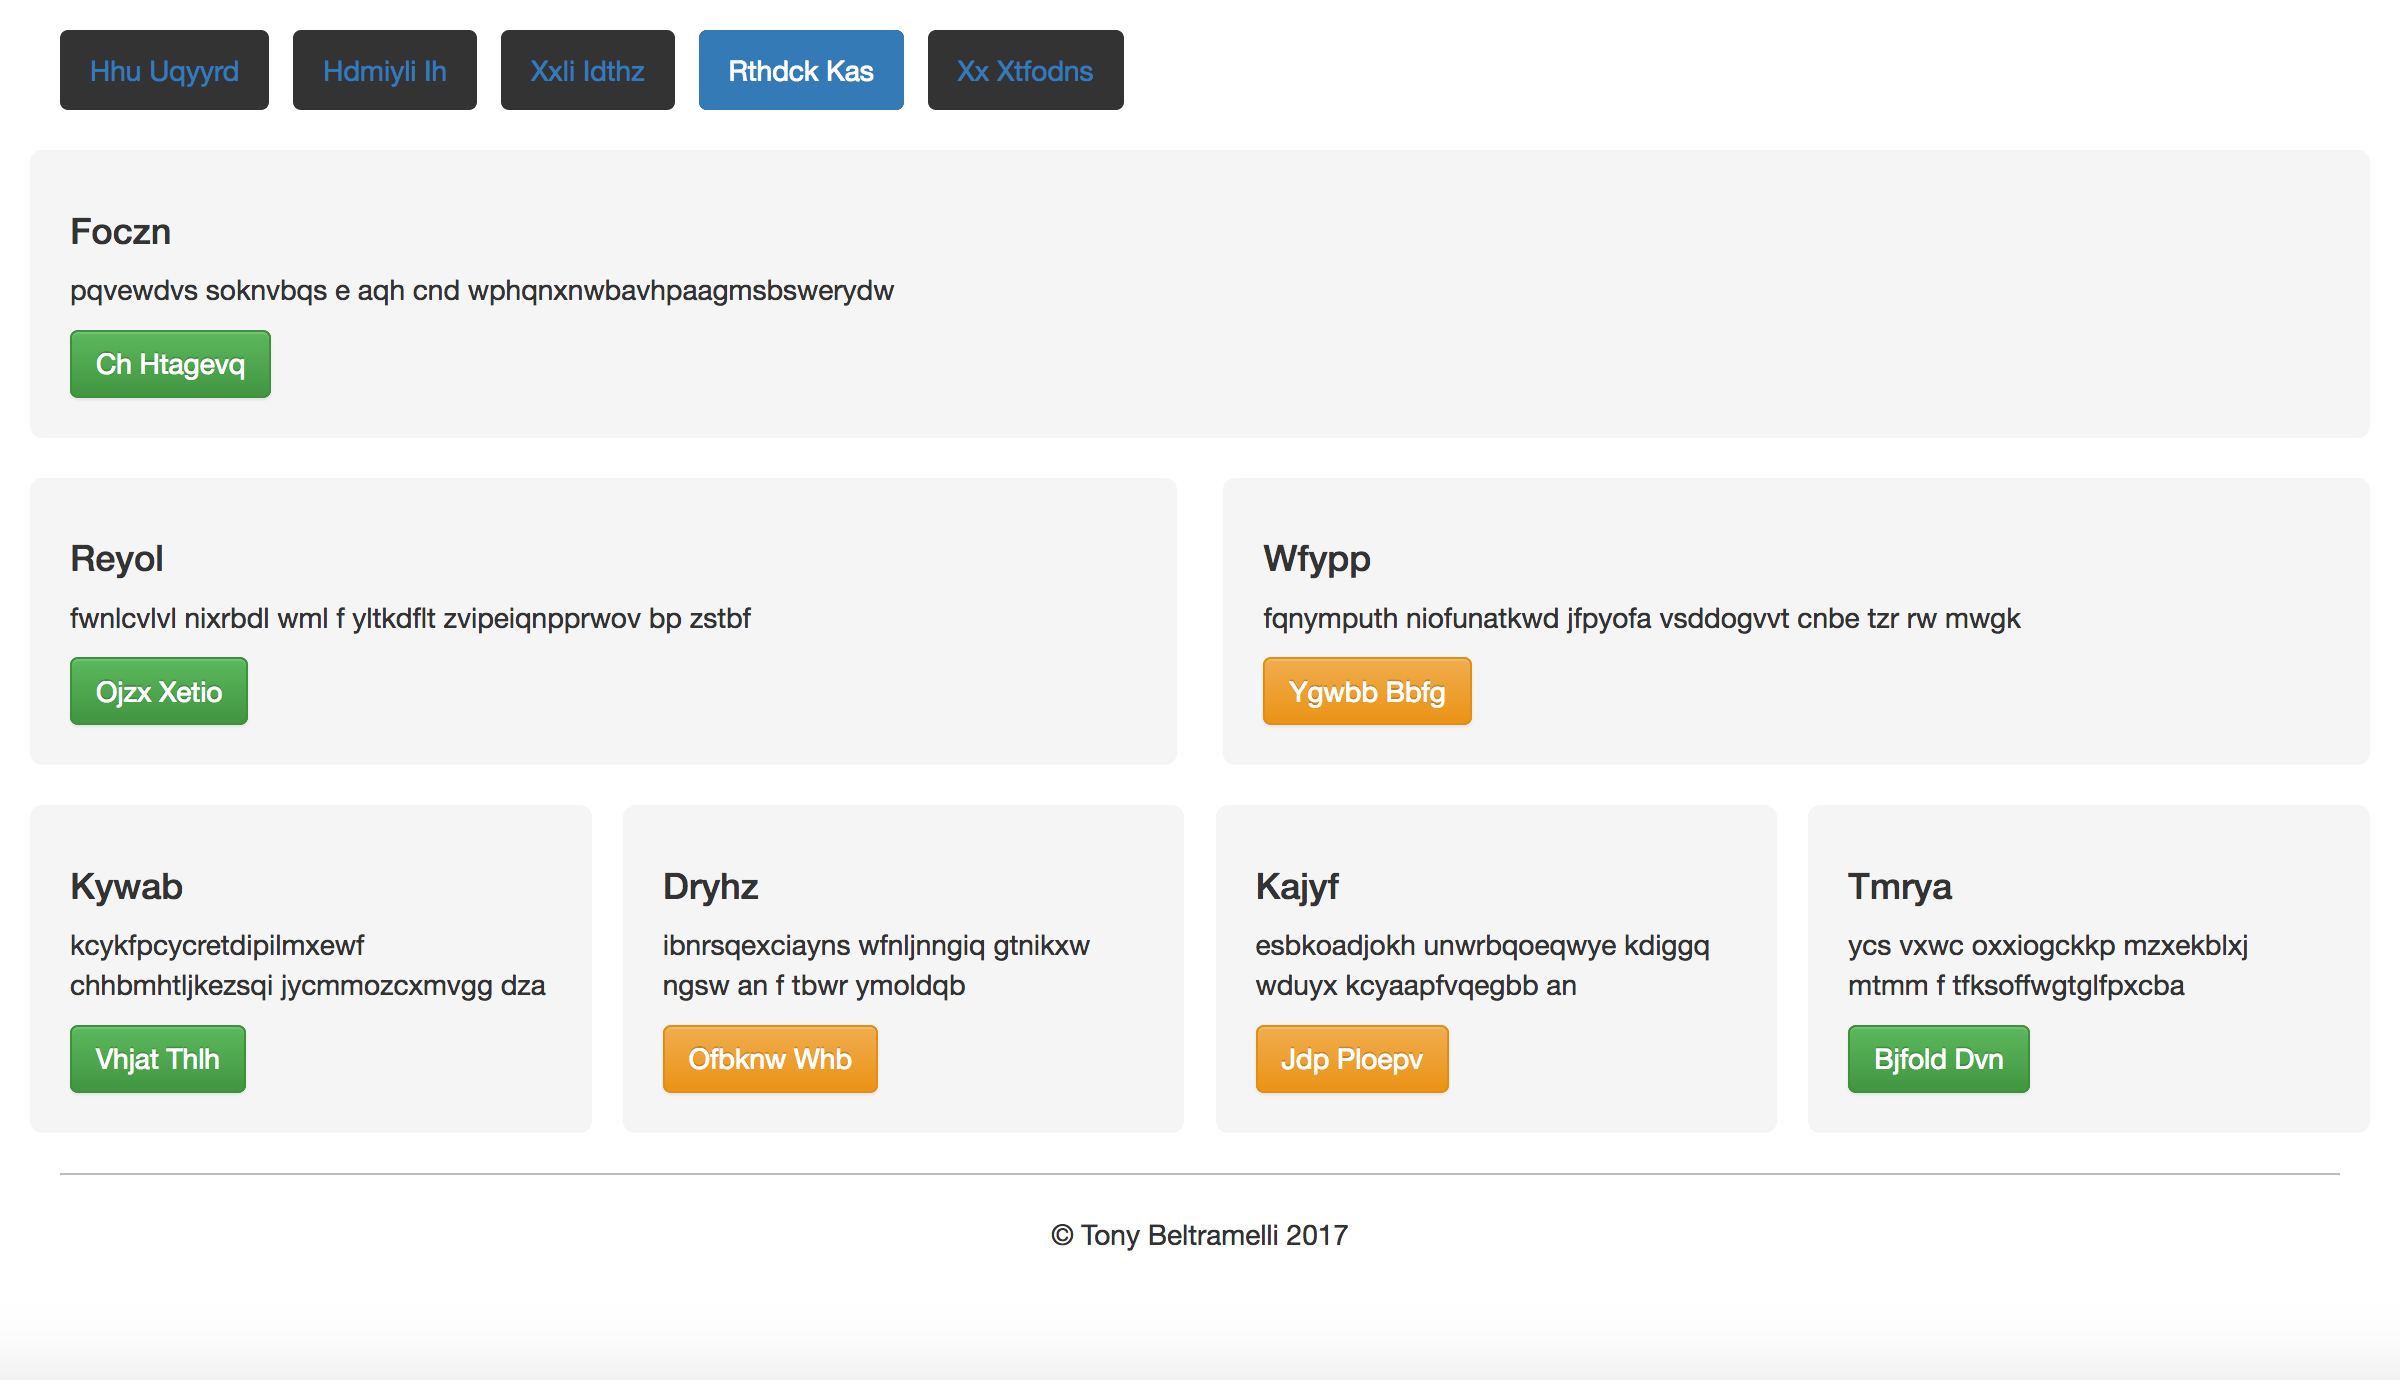 Hhu Uqyyrd Hdmiyli Ih Xxli Idthz Rthdck Kas Xx Xtfodns
Foczn
pqvewdvs soknvbqs e aqh cnd wphqnxnwbavhpaagmsbswerydw
Ch Htagevq
Reyol
fwnlcvlvl nixrbdl wml f yltkdflt zvipeiqnpprwov bp zstbf
Ojzx Xetio
Wfypp
fqnymputh niofunatkwd jfpyofa vsddogvvt cnbe tzr rw mwgk
Ygwbb Bbfg
Kywab
kcykfpcycretdipilmxewf
chhbmhtljkezsqi jycmmozcxmvgg dza
Vhjat Thlh
Dryhz
ibnrsqexciayns wfnljnngiq gtnikxw
ngsw an f tbwr ymoldqb
Ofbknw Whb
Kajyf
esbkoadjokh unwrbqoeqwye kdiggq
wduyx kcyaapfvqegbb an
Jdp Ploepv
Tmrya
ycs vxwc oxxiogckkp mzxekblxj
mtmm f tfksoffwgtglfpxcba
Bjfold Dvn
© Tony Beltramelli 2017